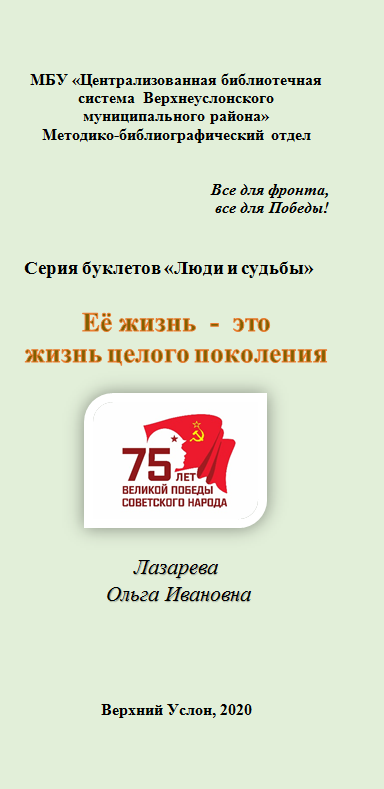 МБУ «Централизованная библиотечная
система Верхнеуслонского
муниципального района»
Методико-библиографический отдел
Все для фронта,
все для Победы!
Серия буклетов «Люди и судьбы»
Её жизнь - это
жизнь целого поколения
75 ЛЕТ
ВЕЛИКОЙ ПОБЕДЫ
СОВЕТСКОГО НАРОДА
Лазарева
Ольга Ивановна
Верхний Услон, 2020